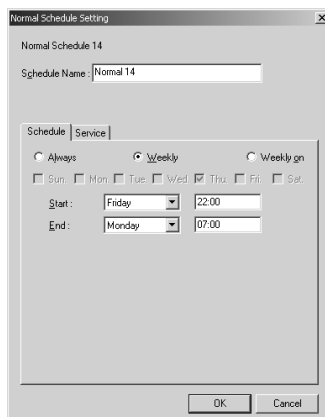 Normal Schedule Setting
Normal Schedule 14
Schedule Name : Normal 14
Schedule Service
Always Weekly Weekly on
Sun. Mon. Tue. Wed. Thu. Fri. Sat.
Start : Friday 22:00
End : Monday 07:00
OK Cancel